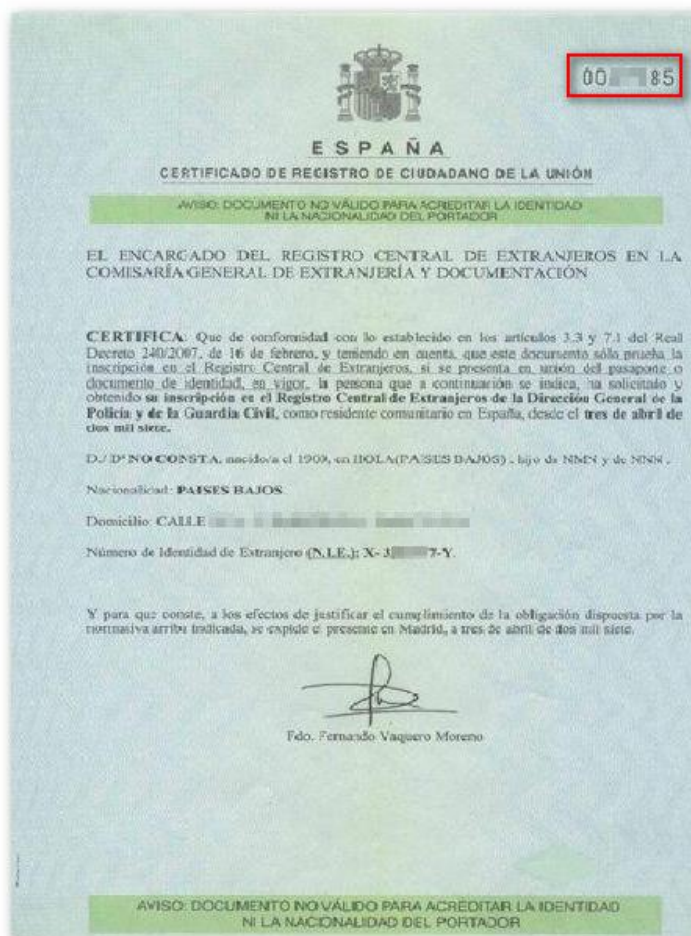 00 85
ESPAÑA
CERTIFICADO DE REGISTRO DE CIUDADANO DE LA UNIÓN
AVISO: DOCUMENTO NO VÁLIDO PARA ACREDITAR LA IDENTIDAD
NI LA NACIONALIDAD DEL PORTADOR
EL ENCARGADO DEL REGISTRO CENTRAL DE EXTRANJEROS EN LA
COMISARÍA GENERAL DE EXTRANJERÍA Y DOCUMENTACIÓN
CERTIFICA: Que de conformidad con lo establecido en los artículos 3.3 y 7.1 del Real
Decreto 240/2007, de 16 de febrero, y teniendo en cuenta, que este documento sólo prueba la
inscripción en el Registro Central de Extranjeros, si se presenta en unión del pasaporte o
documento de identidad, en vigor, la persona que a continuación se indica, ha solicitado y
obtenido su inscripción en el Registro Central de Extranjeros de la Dirección General de la
Policía y de la Guardia Civil, como residente comunitario en España, desde el tres de abril de
dos mil siete.
D./ Dª NO CONSTA, nacido/a el 1909, en HOLA(PAISES BAJOS) , hijo de NMN y de NNN .
Nacionalidad: PAISES BAJOS
Domicilio: CALLE
Número de Identidad de Extranjero (N.I.E.): X- 3 7-Y.
Y para que conste, a los efectos de justificar el cumplimiento de la obligación dispuesta por la
normativa arriba indicada, se expide el presente en Madrid, a tres de abril de dos mil siete.
Fdo. Fernando Vaquero Moreno
AVISO: DOCUMENTO NO VÁLIDO PARA ACREDITAR LA IDENTIDAD
NI LA NACIONALIDAD DEL PORTADOR